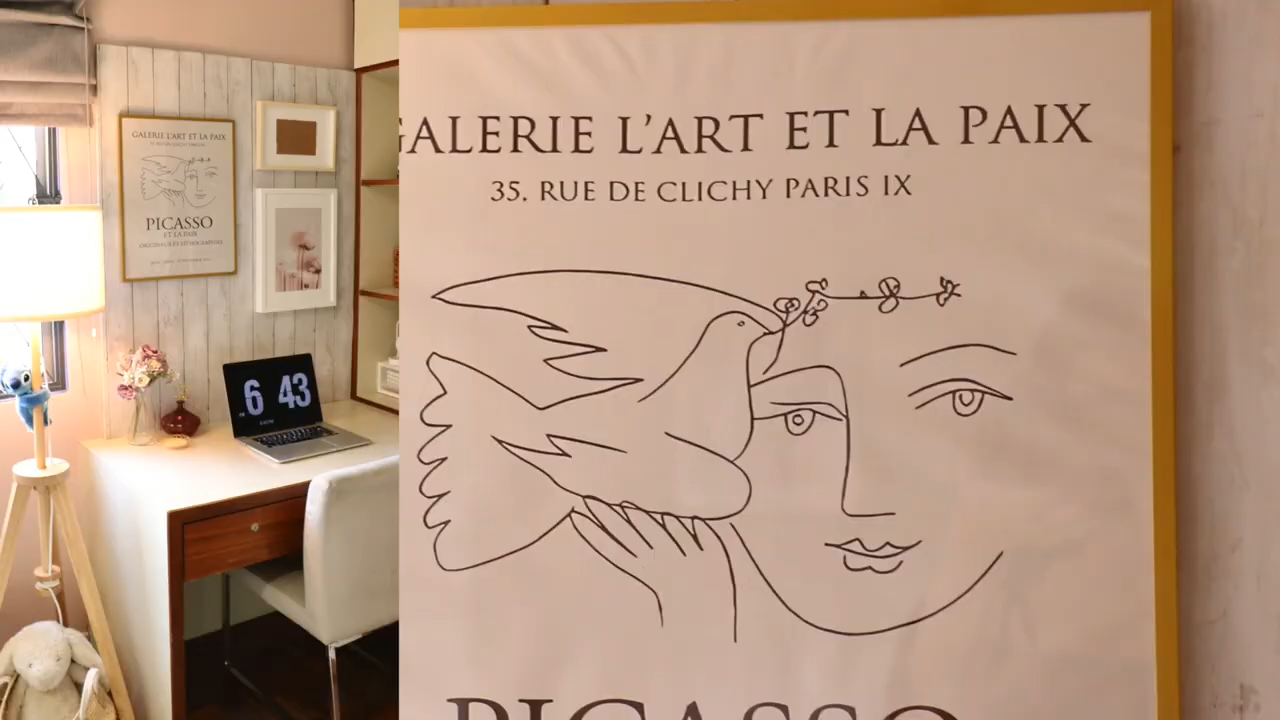 GALERIE L'ART ET LA PAIX
PICASSO
ET LA PAIX
6 43
GALERIE L'ART ET LA PAIX
35, RUE DE CLICHY PARIS IX
PICASSO